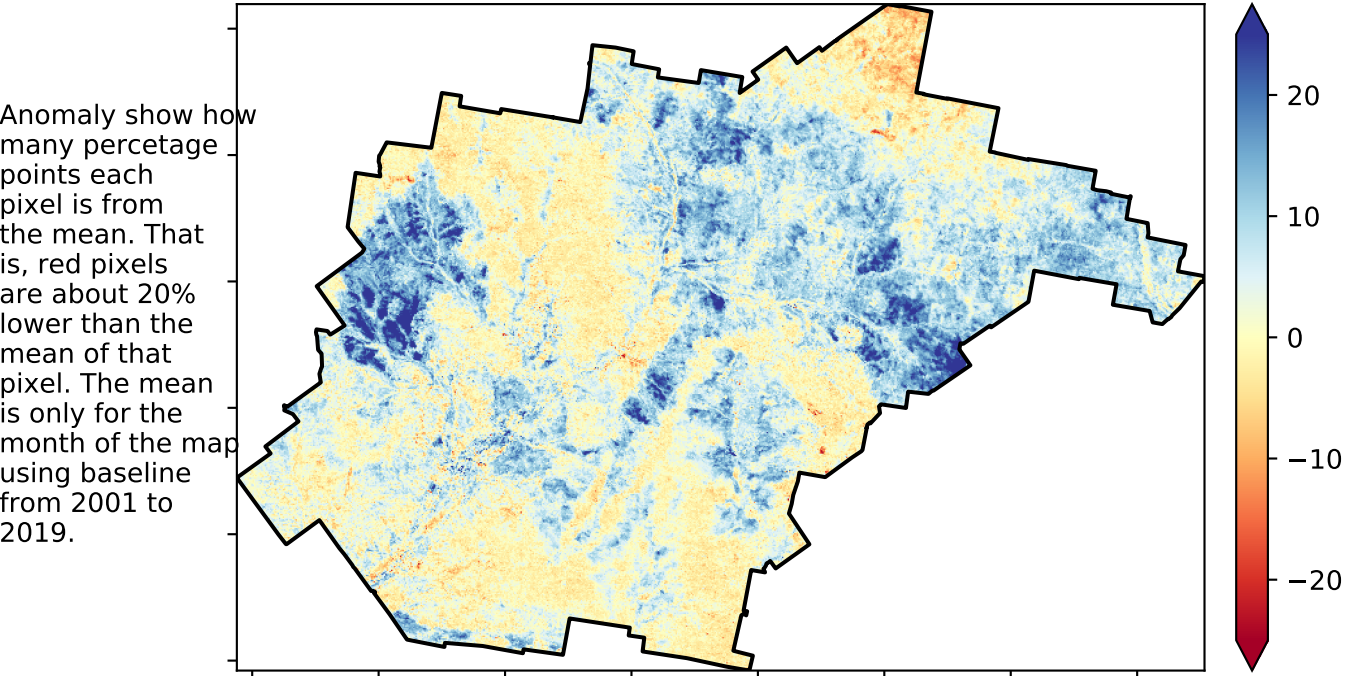 Anomaly show how
many percetage
points each
pixel is from
the mean. That
is, red pixels
are about 20%
lower than the
mean of that
pixel. The mean
is only for the
month of the map
using baseline
from 2001 to
2019.
20
10
0
−10
−20